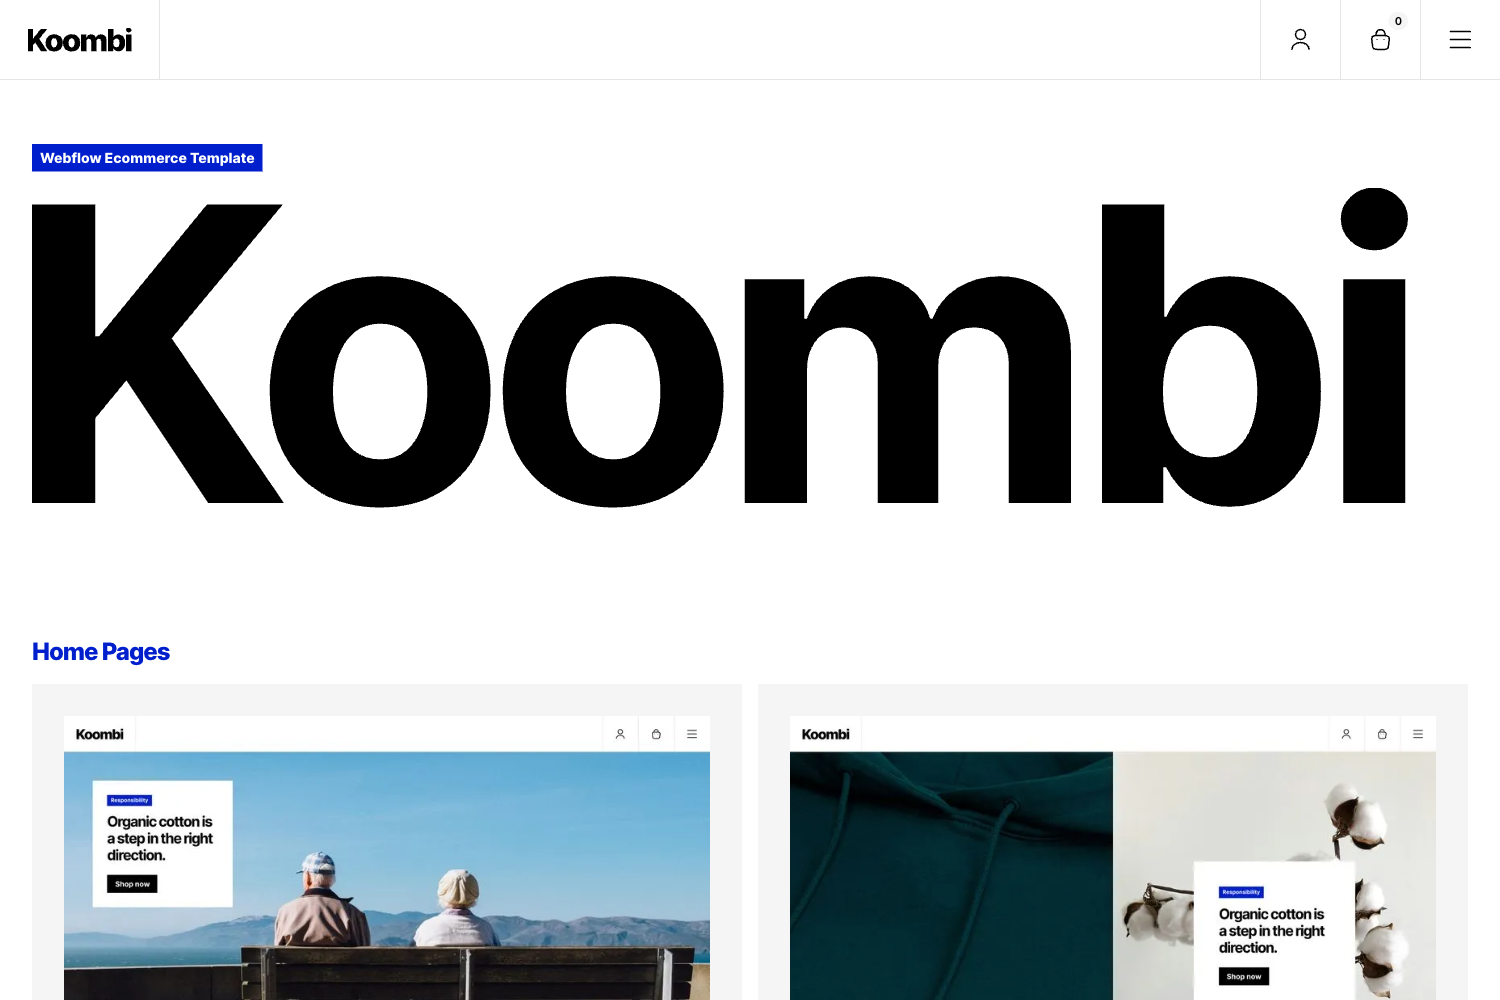 Koombi
0
Webflow Ecommerce Template
Koombi
Home Pages
Koombi
Responsibility
Organic cotton is
a step in the right
direction.
Shop now
Koombi
Responsibility
Organic cotton is
a step in the right
direction.
Shop now